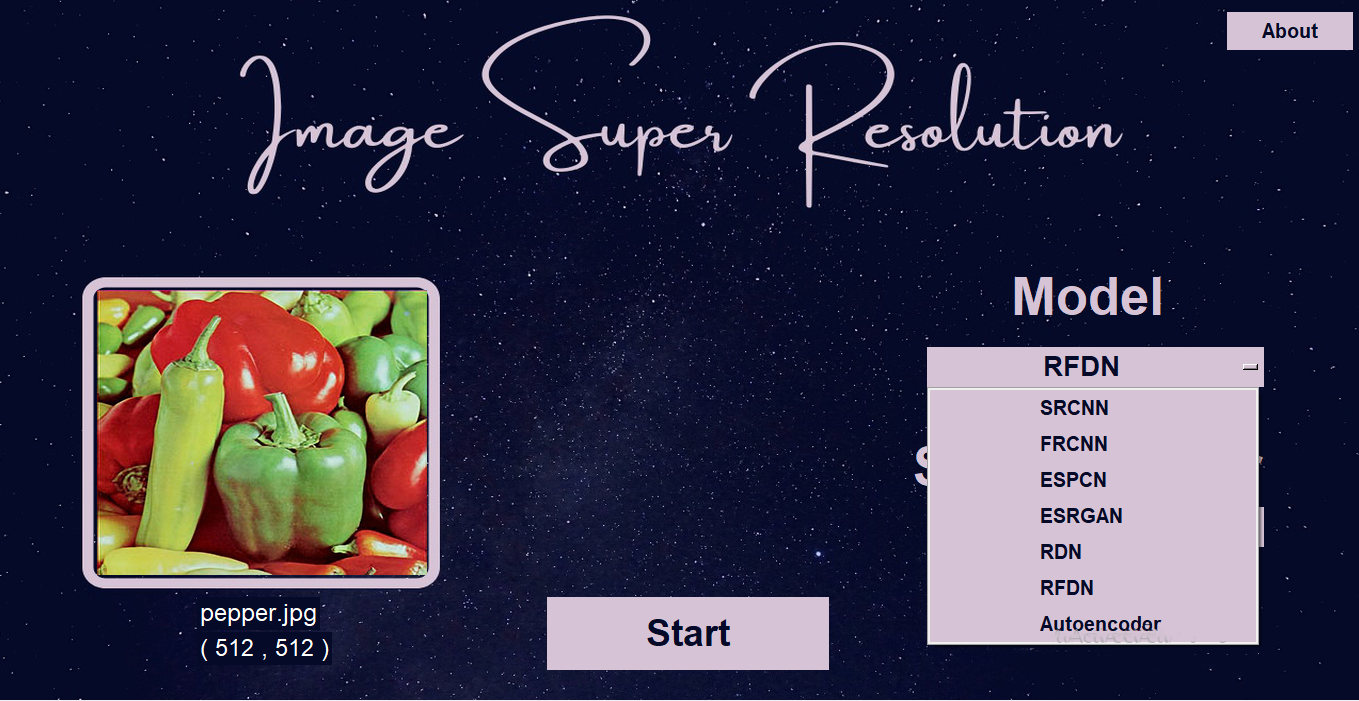 About
Image Super Resolution
Model
RFDN
SRCNN
FRCNN
ESPCN
ESRGAN
RDN
RFDN
Autoencodar
pepper.jpg
( 512 , 512 )
Start